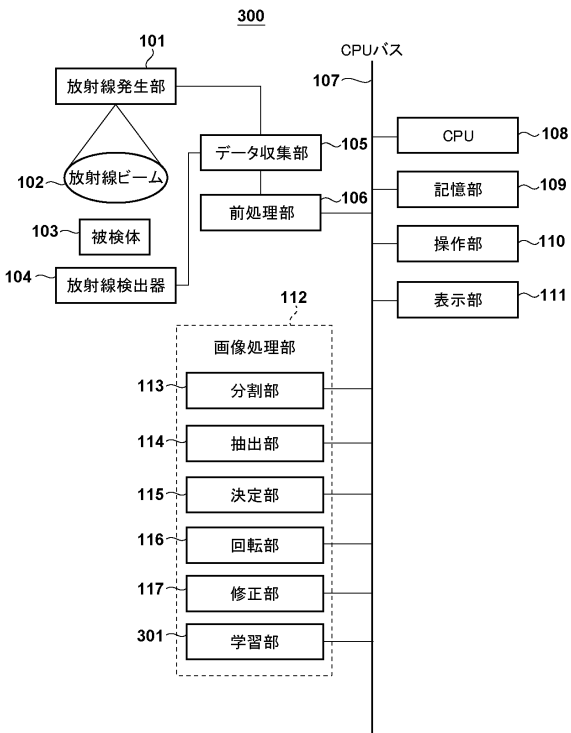 300
101
放射線発生部
102
放射線ビーム
103
被検体
104
放射線検出器
データ収集部
105
前処理部
106
CPUバス
107
CPU
108
記憶部
109
操作部
110
表示部
111
112
画像処理部
113
分割部
114
抽出部
115
決定部
116
回転部
117
修正部
301
学習部